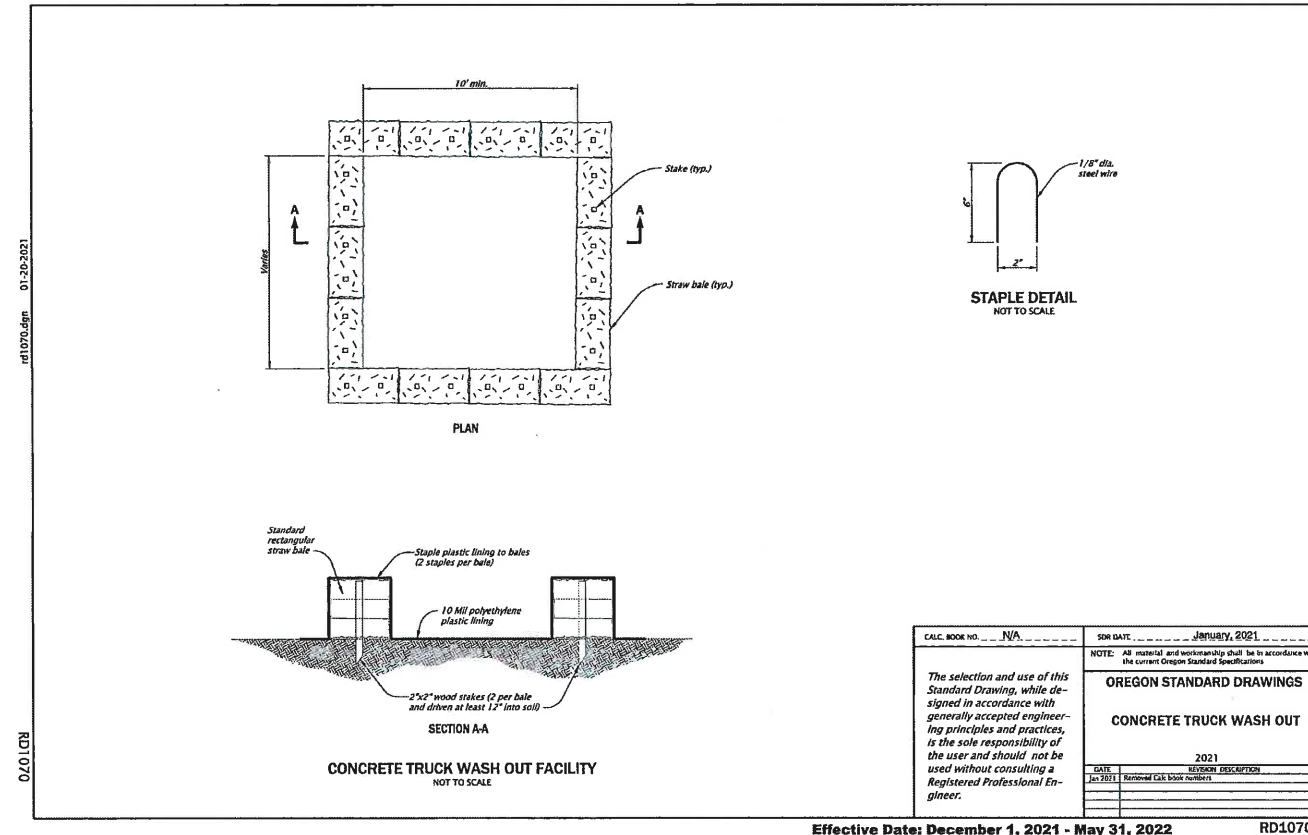 10' min.
Stake (typ.)
A
A
Varies
Straw bale (typ.)
PLAN
1/8" dia.
steel wire
6"
2"
STAPLE DETAIL
NOT TO SCALE
rd1070.dgn 01-20-2021
Standard
rectangular
straw bale
Staple plastic lining to bales
(2 staples per bale)
10 Mil polyethylene
plastic lining
2"x2" wood stakes (2 per bale
and driven at least 12" into soil)
SECTION A-A
CONCRETE TRUCK WASH OUT FACILITY
NOT TO SCALE
RD1070
CALC. BOOK NO. N/A
SDR DATE January, 2021
NOTE: All material and workmanship shall be in accordance
the current Oregon Standard Specifications
The selection and use of this
Standard Drawing, while de-
signed in accordance with
generally accepted engineer-
ing principles and practices,
is the sole responsibility of
the user and should not be
used without consulting a
Registered Professional En-
gineer.
OREGON STANDARD DRAWINGS
CONCRETE TRUCK WASH OUT
2021
DATE REVISION DESCRIPTION
Jan 2021 Removed Calc book numbers
Effective Date: December 1, 2021 - May 31, 2022
RD1070